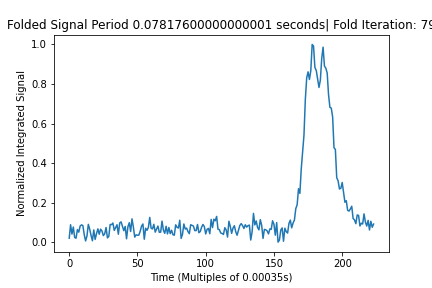 Folded Signal Period 0.07817600000000001 seconds| Fold Iteration: 79
1.0
0.8
0.6
0.4
0.2
0.0
Normalized Integrated Signal
0 50 100 150 200
Time (Multiples of 0.00035s)